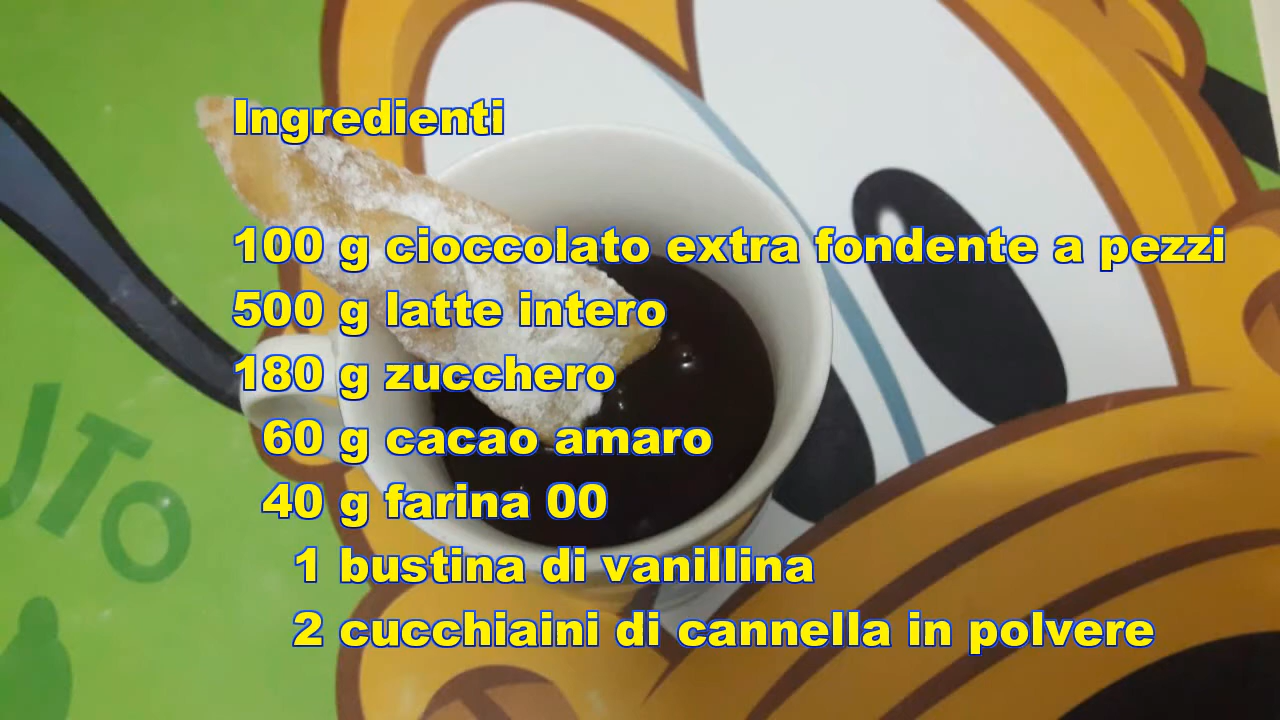 Ingredienti
100 g cioccolato extra fondente a pezzi
500 g latte intero
180 g zucchero
60 g cacao amaro
40 g farina 00
1 bustina di vanillina
2 cucchiaini di cannella in polvere
UTO